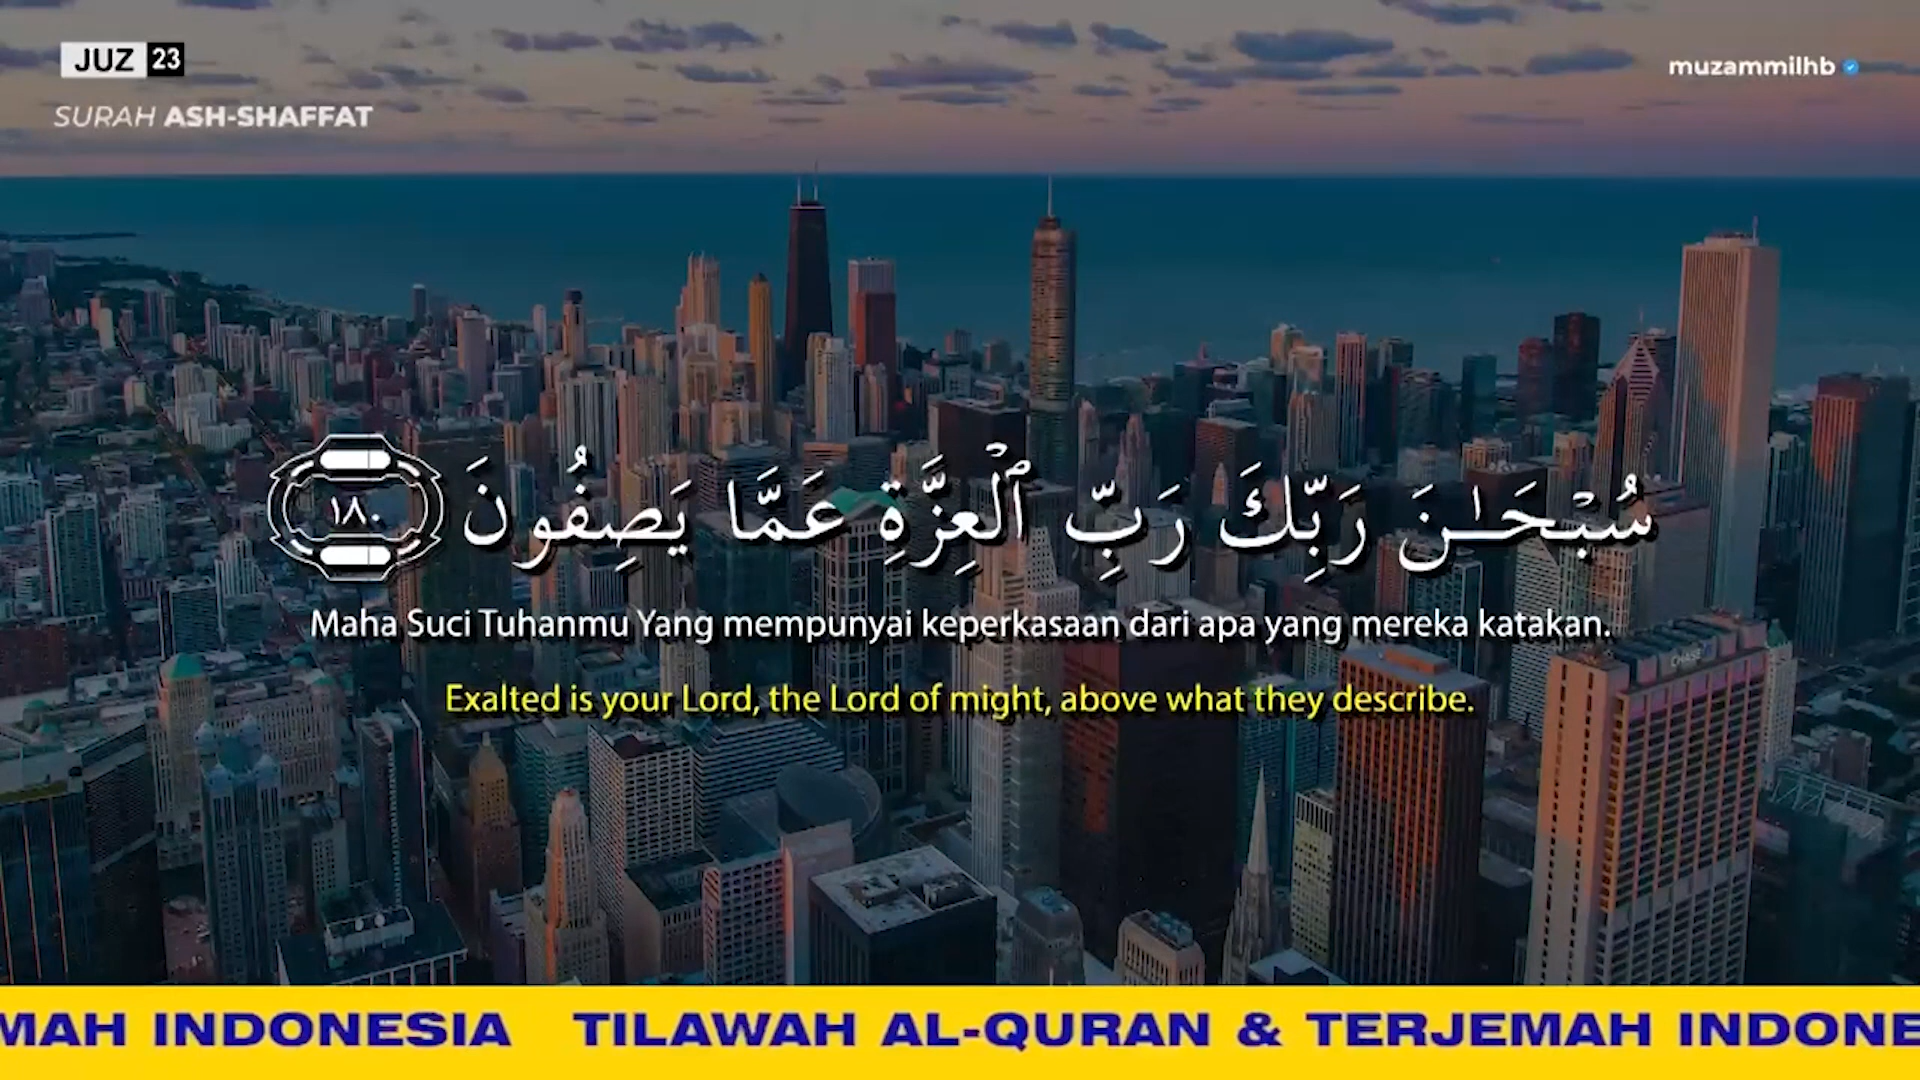 JUZ 23
muzammilhb
SURAH ASH-SHAFFAT
سُبْحَـٰنَ رَبِّكَ رَبِّ ٱلْعِزَّةِ عَمَّا يَصِفُونَ ١٨٠
Maha Suci Tuhanmu Yang mempunyai keperkasaan dari apa yang mereka katakan.
CHASE
Exalted is your Lord, the Lord of might, above what they describe.
MAH INDONESIA TILAWAH AL-QURAN & TERJEMAH INDONE